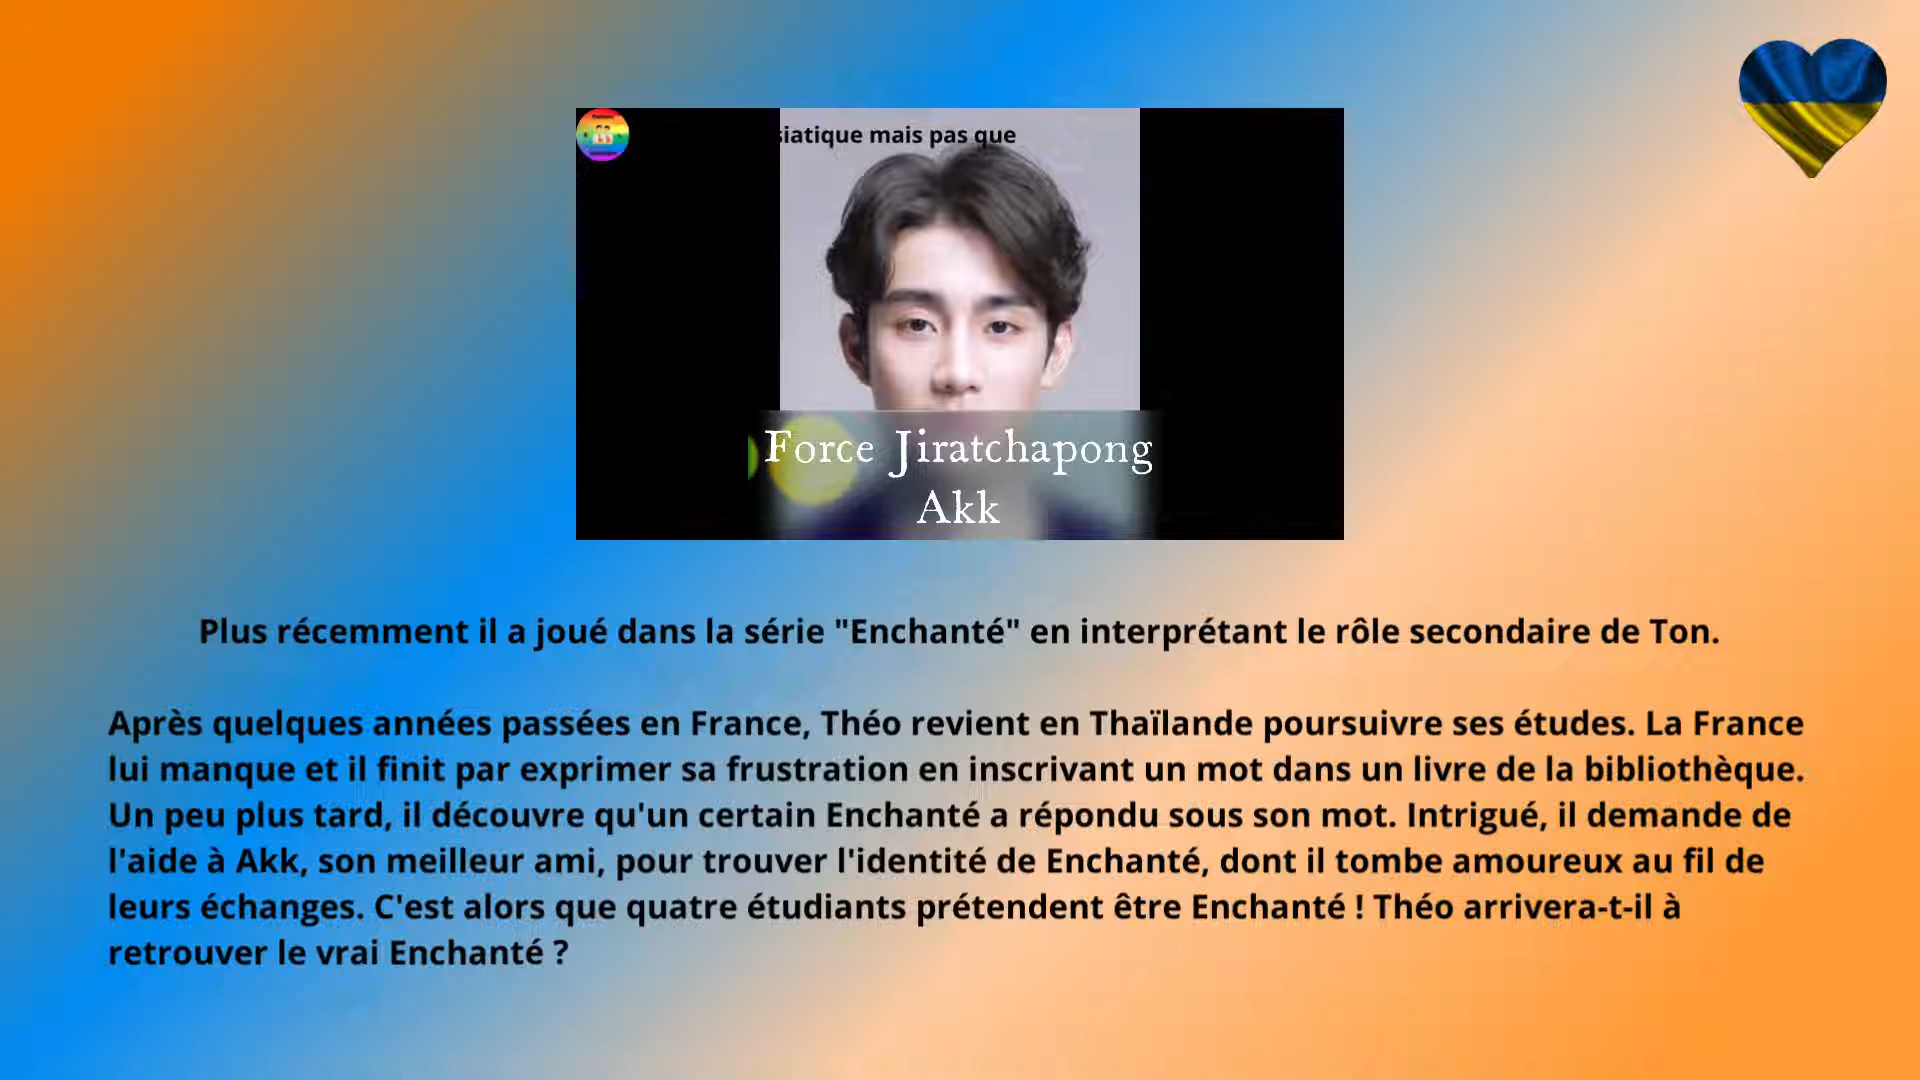 siatique mais pas que
Force Jiratchapong
Akk
Plus récemment il a joué dans la série "Enchanté" en interprétant le rôle secondaire de Ton.
Après quelques années passées en France, Théo revient en Thaïlande poursuivre ses études. La France
lui manque et il finit par exprimer sa frustration en inscrivant un mot dans un livre de la bibliothèque.
Un peu plus tard, il découvre qu'un certain Enchanté a répondu sous son mot. Intrigué, il demande de
l'aide à Akk, son meilleur ami, pour trouver l'identité de Enchanté, dont il tombe amoureux au fil de
leurs échanges. C'est alors que quatre étudiants prétendent être Enchanté ! Théo arrivera-t-il à
retrouver le vrai Enchanté ?